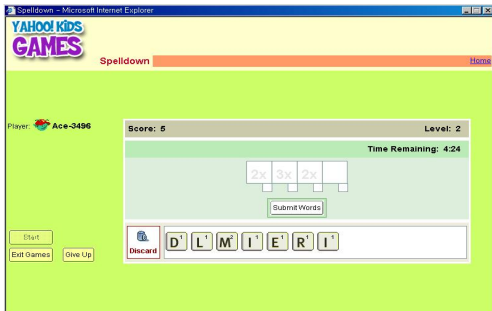 Spelldown - Microsoft Internet Explorer
YAHOO! KiDS
GAMES
Spelldown
Home
Player: Ace-3496
Score: 5 Level: 2
Time Remaining: 4:24
2x 3x 2x
Submit Words
Discard
D1 L1 M2 I1 E1 R1 I1
Start
Exit Games Give Up